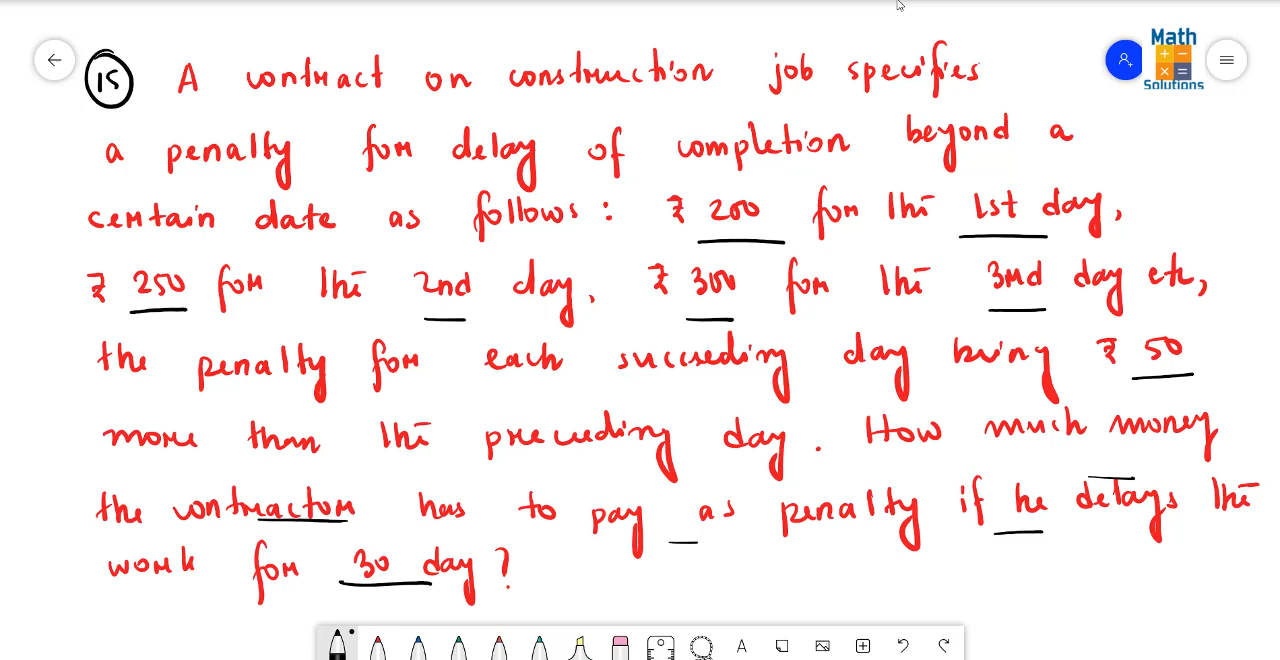 Math
Solutions
15 A contract on construction job specifies
a penalty for delay of completion beyond a
certain date as follows : ₹ 200 for the 1st day,
₹ 250 for the 2nd day, ₹ 300 for the 3rd day etc,
the penalty for each succeeding day being ₹ 50
more than the preceeding day. How much money
the contractor has to pay as penalty if he delays the
work for 30 day ?